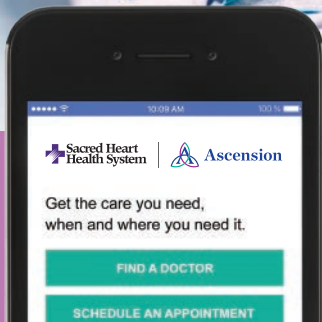 10:09 AM 100%
Sacred Heart
Health System
Ascension
Get the care you need,
when and where you need it.
FIND A DOCTOR
SCHEDULE AN APPOINTMENT